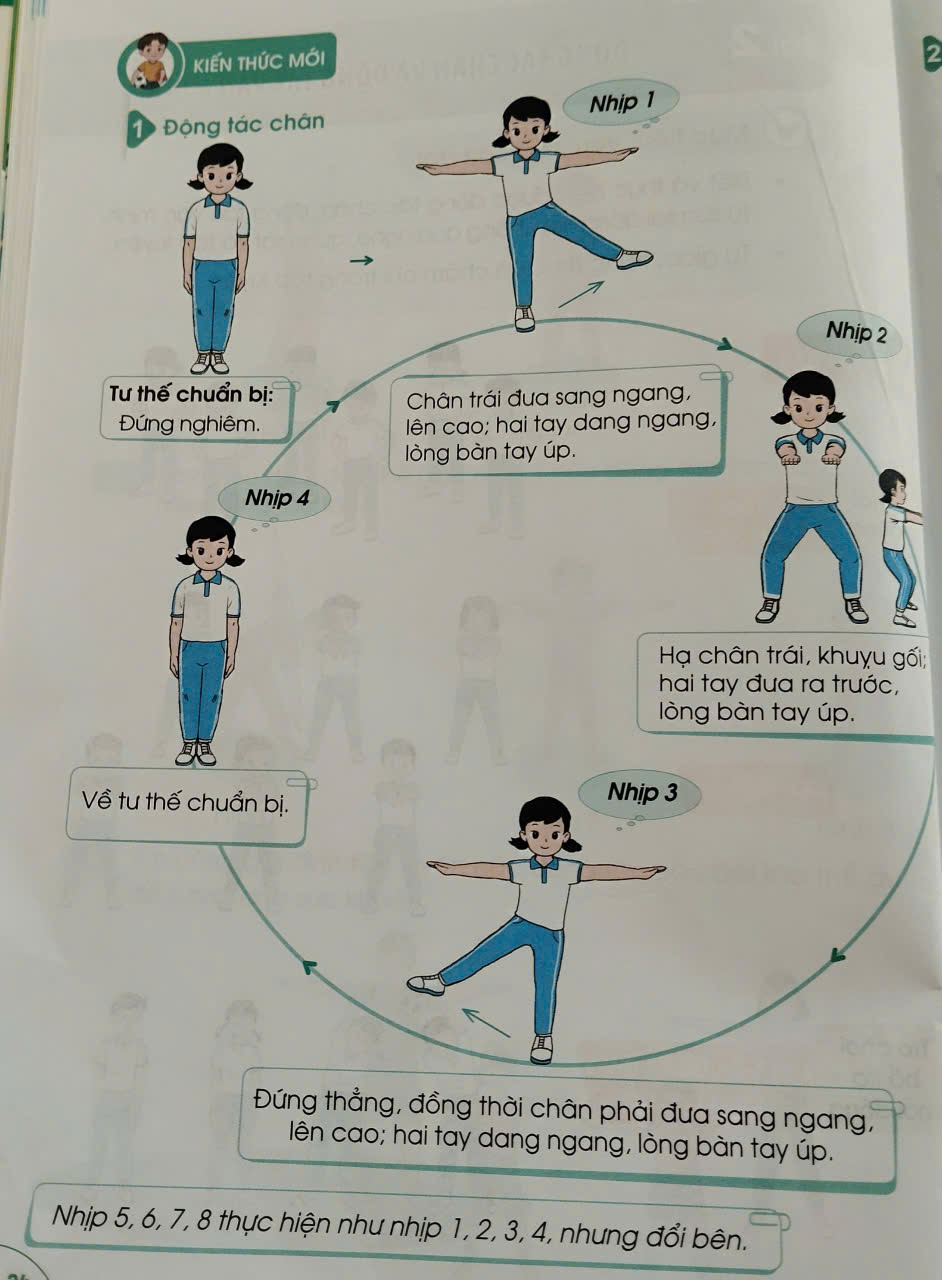 KIẾN THỨC MỚI
1 Động tác chân
Tư thế chuẩn bị:
Đứng nghiêm.
Nhịp 1
Chân trái đưa sang ngang,
lên cao; hai tay dang ngang,
lòng bàn tay úp.
Nhịp 2
Hạ chân trái, khuỵu gối;
hai tay đưa ra trước,
lòng bàn tay úp.
Nhịp 3
Đứng thẳng, đồng thời chân phải đưa sang ngang,
lên cao; hai tay dang ngang, lòng bàn tay úp.
Nhịp 4
Về tư thế chuẩn bị.
Nhịp 5, 6, 7, 8 thực hiện như nhịp 1, 2, 3, 4, nhưng đổi bên.
2